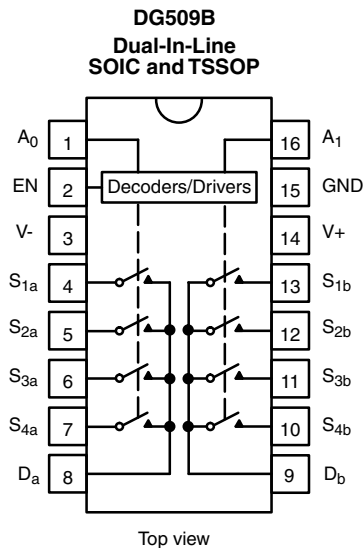 DG509B
Dual-In-Line
SOIC and TSSOP
A0 1 16 A1
EN 2 Decoders/Drivers 15 GND
V- 3 14 V+
S1a 4 13 S1b
S2a 5 12 S2b
S3a 6 11 S3b
S4a 7 10 S4b
Da 8 9 Db
Top view